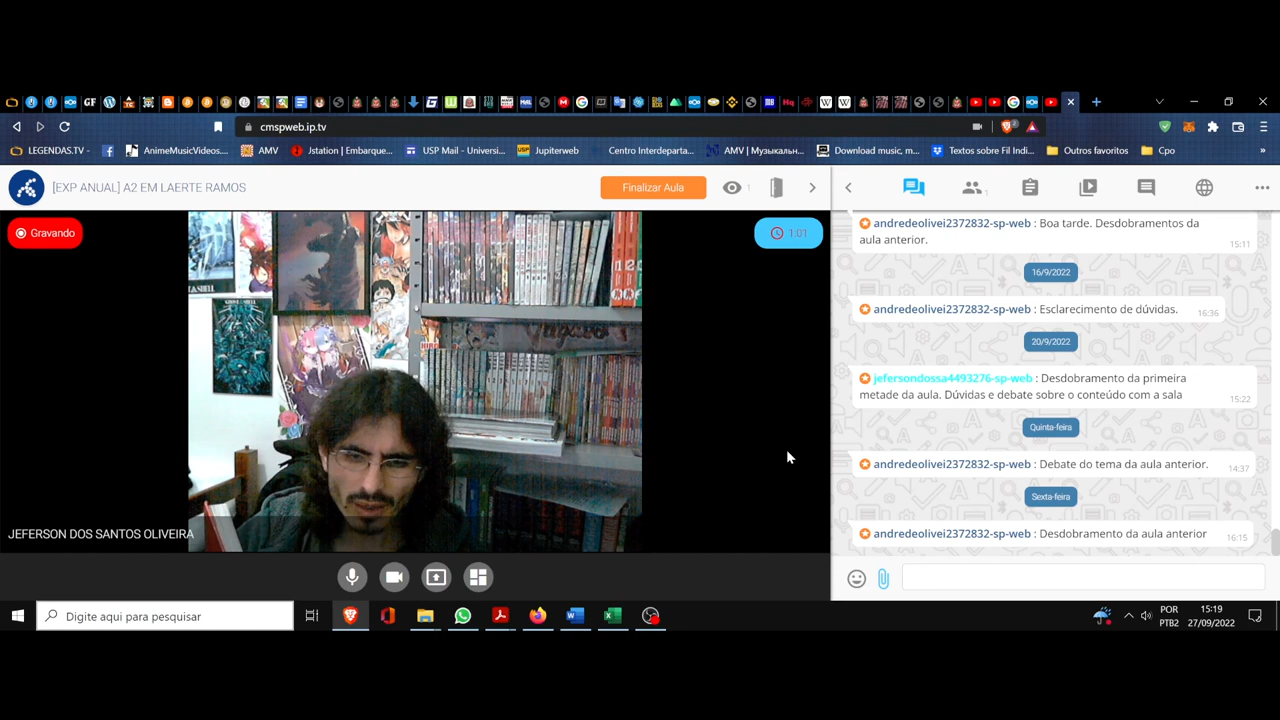 cmspweb.ip.tv
LEGENDAS.TV -
AnimeMusicVideos...
AMV
Jstation | Embarque...
USP Mail - Universi...
Jupiterweb
Centro Interdeparta...
AMV | Музыкальн...
Download music, m...
Textos sobre Fil Indi...
Outros favoritos
Cpo
»
[EXP ANUAL] A2 EM LAERTE RAMOS
Finalizar Aula
1
1
Gravando
1:01
JEFERSON DOS SANTOS OLIVEIRA
andredeolivei2372832-sp-web : Boa tarde. Desdobramentos da
aula anterior.
15:11
16/9/2022
andredeolivei2372832-sp-web : Esclarecimento de dúvidas.
16:36
20/9/2022
jefersondossa4493276-sp-web : Desdobramento da primeira
metade da aula. Dúvidas e debate sobre o conteúdo com a sala
15:22
Quinta-feira
andredeolivei2372832-sp-web : Debate do tema da aula anterior.
14:37
Sexta-feira
andredeolivei2372832-sp-web : Desdobramento da aula anterior
16:15
Digite aqui para pesquisar
POR
PTB2
15:19
27/09/2022